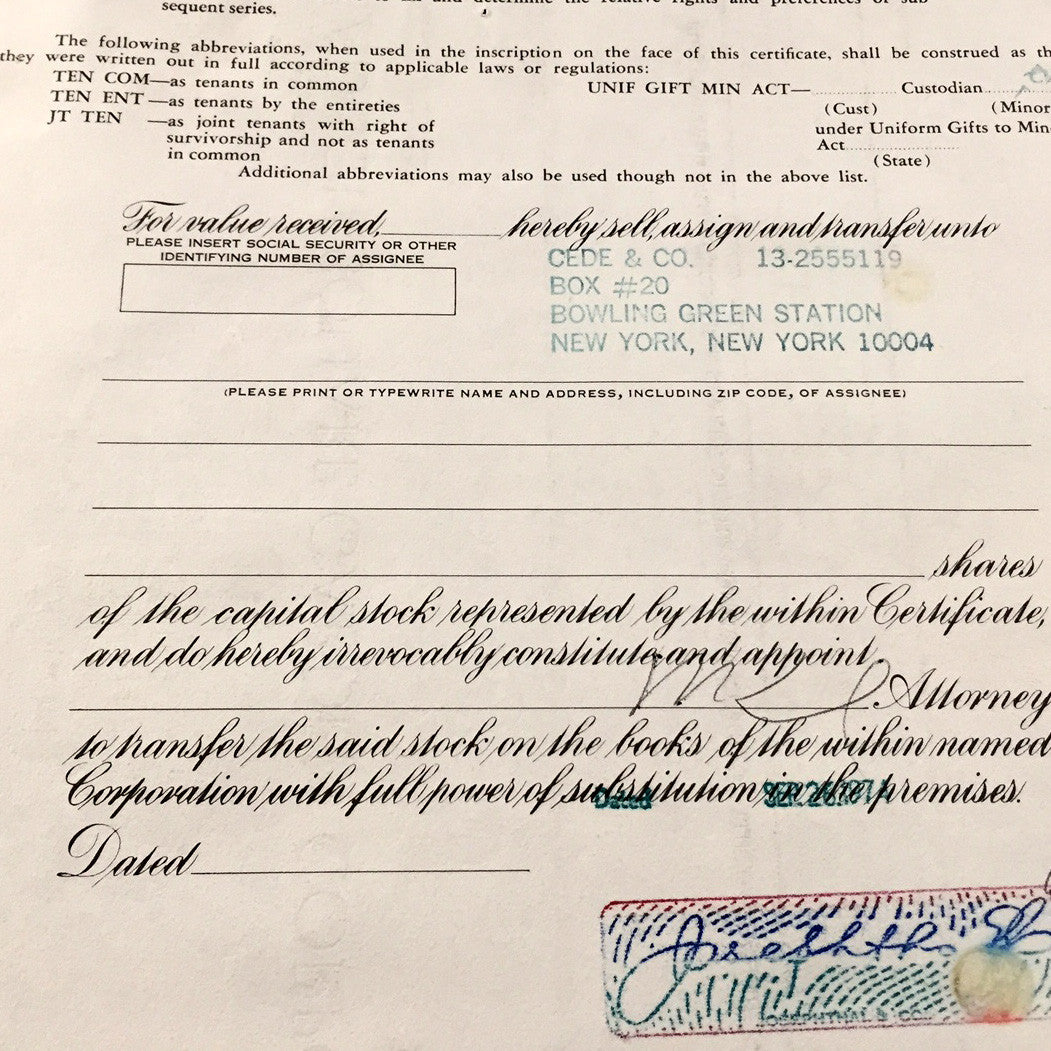 sequent series.
The following abbreviations, when used in the inscription on the face of this certificate, shall be construed as th
they were written out in full according to applicable laws or regulations:
TEN COM—as tenants in common
UNIF GIFT MIN ACT— Custodian
TEN ENT—as tenants by the entireties
(Cust) (Minor
JT TEN —as joint tenants with right of
survivorship and not as tenants
in common
under Uniform Gifts to Min
Act
(State)
Additional abbreviations may also be used though not in the above list.
For value received, hereby sell, assign and transfer unto
PLEASE INSERT SOCIAL SECURITY OR OTHER
IDENTIFYING NUMBER OF ASSIGNEE
CEDE & CO. 13-2555119
BOX #20
BOWLING GREEN STATION
NEW YORK, NEW YORK 10004
(PLEASE PRINT OR TYPEWRITE NAME AND ADDRESS, INCLUDING ZIP CODE, OF ASSIGNEE)
shares
of the capital stock represented by the within Certificate,
and do hereby irrevocably constitute and appoint
Attorney
to transfer the said stock on the books of the within named
Corporation with full power of substitution in the premises.
Dated
Dated